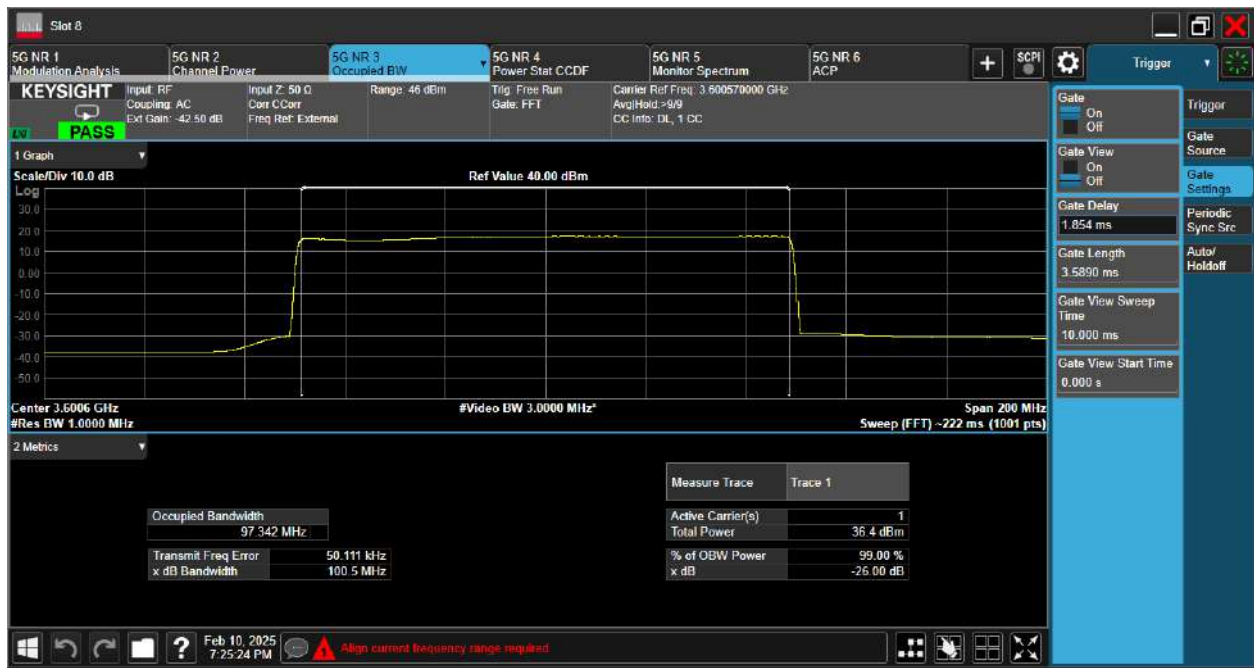 Slot 8
5G NR 1
Modulation Analysis
5G NR 2
Channel Power
5G NR 3
Occupied BW
5G NR 4
Power Stat CCDF
5G NR 5
Monitor Spectrum
5G NR 6
ACP
SCPI
Trigger
KEYSIGHT
PASS
Input: RF
Coupling: AC
Ext Gain: -42.50 dB
Input Z: 50 Ω
Corr CCorr
Freq Ref: External
Range: 46 dBm
Trig: Free Run
Gate: FFT
Carrier Ref Freq: 3.600570000 GHz
Avg|Hold:>9/9
CC Info: DL, 1 CC
1 Graph
Scale/Div 10.0 dB
Ref Value 40.00 dBm
Log
30.0
20.0
10.0
0.00
-10.0
-20.0
-30.0
-40.0
-50.0
Center 3.6006 GHz
#Video BW 3.0000 MHz*
Span 200 MHz
#Res BW 1.0000 MHz
Sweep (FFT) ~222 ms (1001 pts)
2 Metrics
Measure Trace
Trace 1
Occupied Bandwidth
97.342 MHz
Active Carrier(s)
1
Total Power
36.4 dBm
Transmit Freq Error
50.111 kHz
% of OBW Power
99.00 %
x dB Bandwidth
100.5 MHz
x dB
-26.00 dB
Gate
On
Off
Gate View
On
Off
Gate Delay
1.854 ms
Gate Length
3.5890 ms
Gate View Sweep
Time
10.000 ms
Gate View Start Time
0.000 s
Trigger
Gate
Source
Gate
Settings
Periodic
Sync Src
Auto/
Holdoff
?
Feb 10, 2025
7:25:24 PM
Align current frequency range required